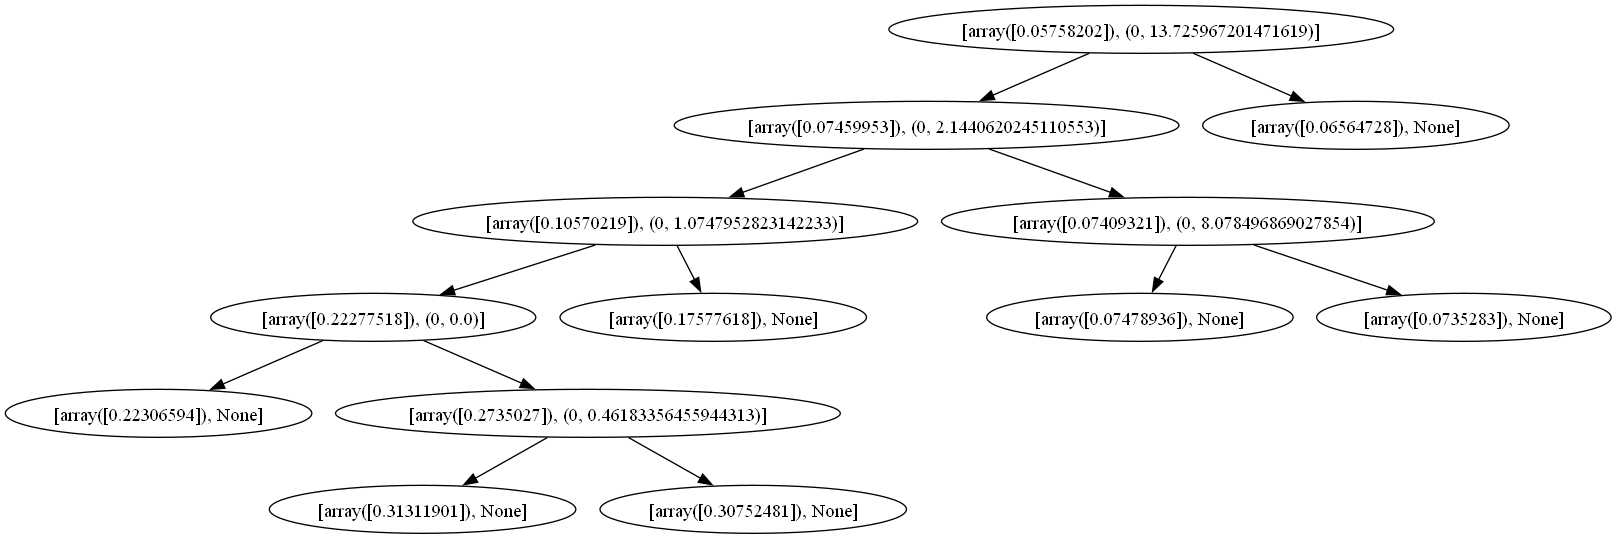 [array([0.05758202]), (0, 13.725967201471619)]
[array([0.07459953]), (0, 2.1440620245110553)]
[array([0.06564728]), None]
[array([0.10570219]), (0, 1.0747952823142233)]
[array([0.07409321]), (0, 8.078496869027854)]
[array([0.22277518]), (0, 0.0)]
[array([0.17577618]), None]
[array([0.07478936]), None]
[array([0.0735283]), None]
[array([0.22306594]), None]
[array([0.2735027]), (0, 0.46183356455944313)]
[array([0.31311901]), None]
[array([0.30752481]), None]